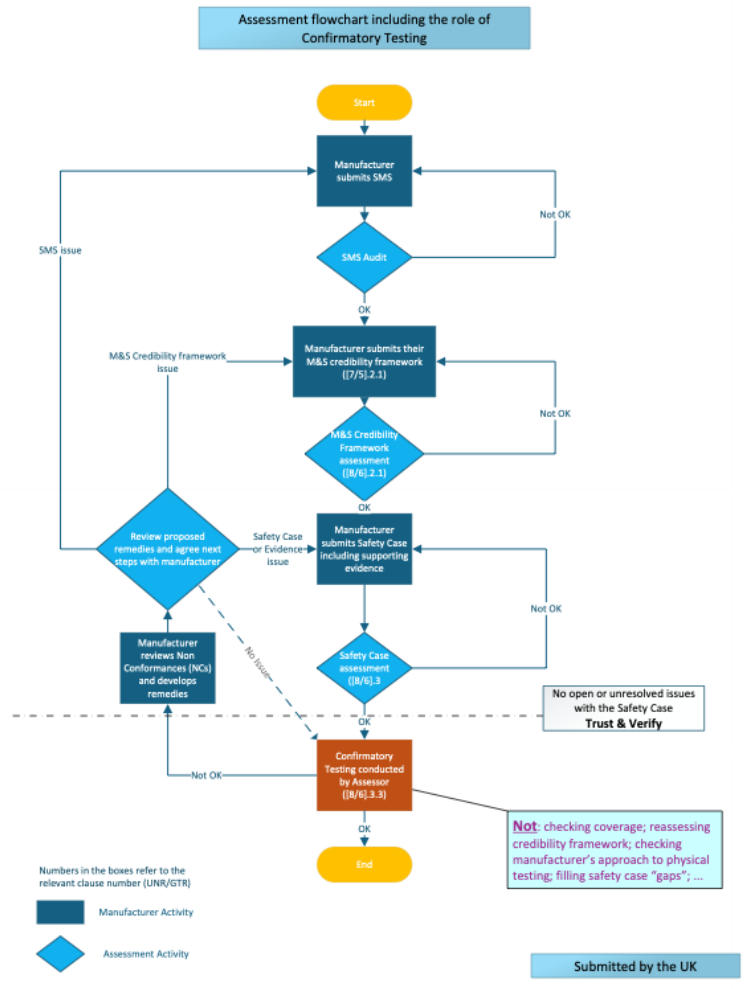 Assessment flowchart including the role of
Confirmatory Testing
Start
Manufacturer
submits SMS
Not OK
SMS issue
SMS Audit
OK
Manufacturer submits their
M&S credibility framework
([7/5].2.1)
M&S Credibility framework
issue
Not OK
M&S Credibility
Framework
assessment
([8/6].2.1)
OK
Manufacturer
submits Safety Case
including supporting
evidence
Safety Case
or Evidence
issue
Review proposed
remedies and agree next
steps with manufacturer
Not OK
Manufacturer
reviews Non
Conformances (NCs)
and develops
remedies
No Issue
Safety Case
assessment
([8/6].3
No open or unresolved issues
with the Safety Case
Trust & Verify
OK
Confirmatory
Testing conducted
by Assessor
([8/6].3.3)
Not OK
Not: checking coverage; reassessing
credibility framework; checking
manufacturer's approach to physical
testing; filling safety case "gaps"; ...
OK
End
Numbers in the boxes refer to the
relevant clause number (UNR/GTR)
Manufacturer Activity
Assessment Activity
Submitted by the UK